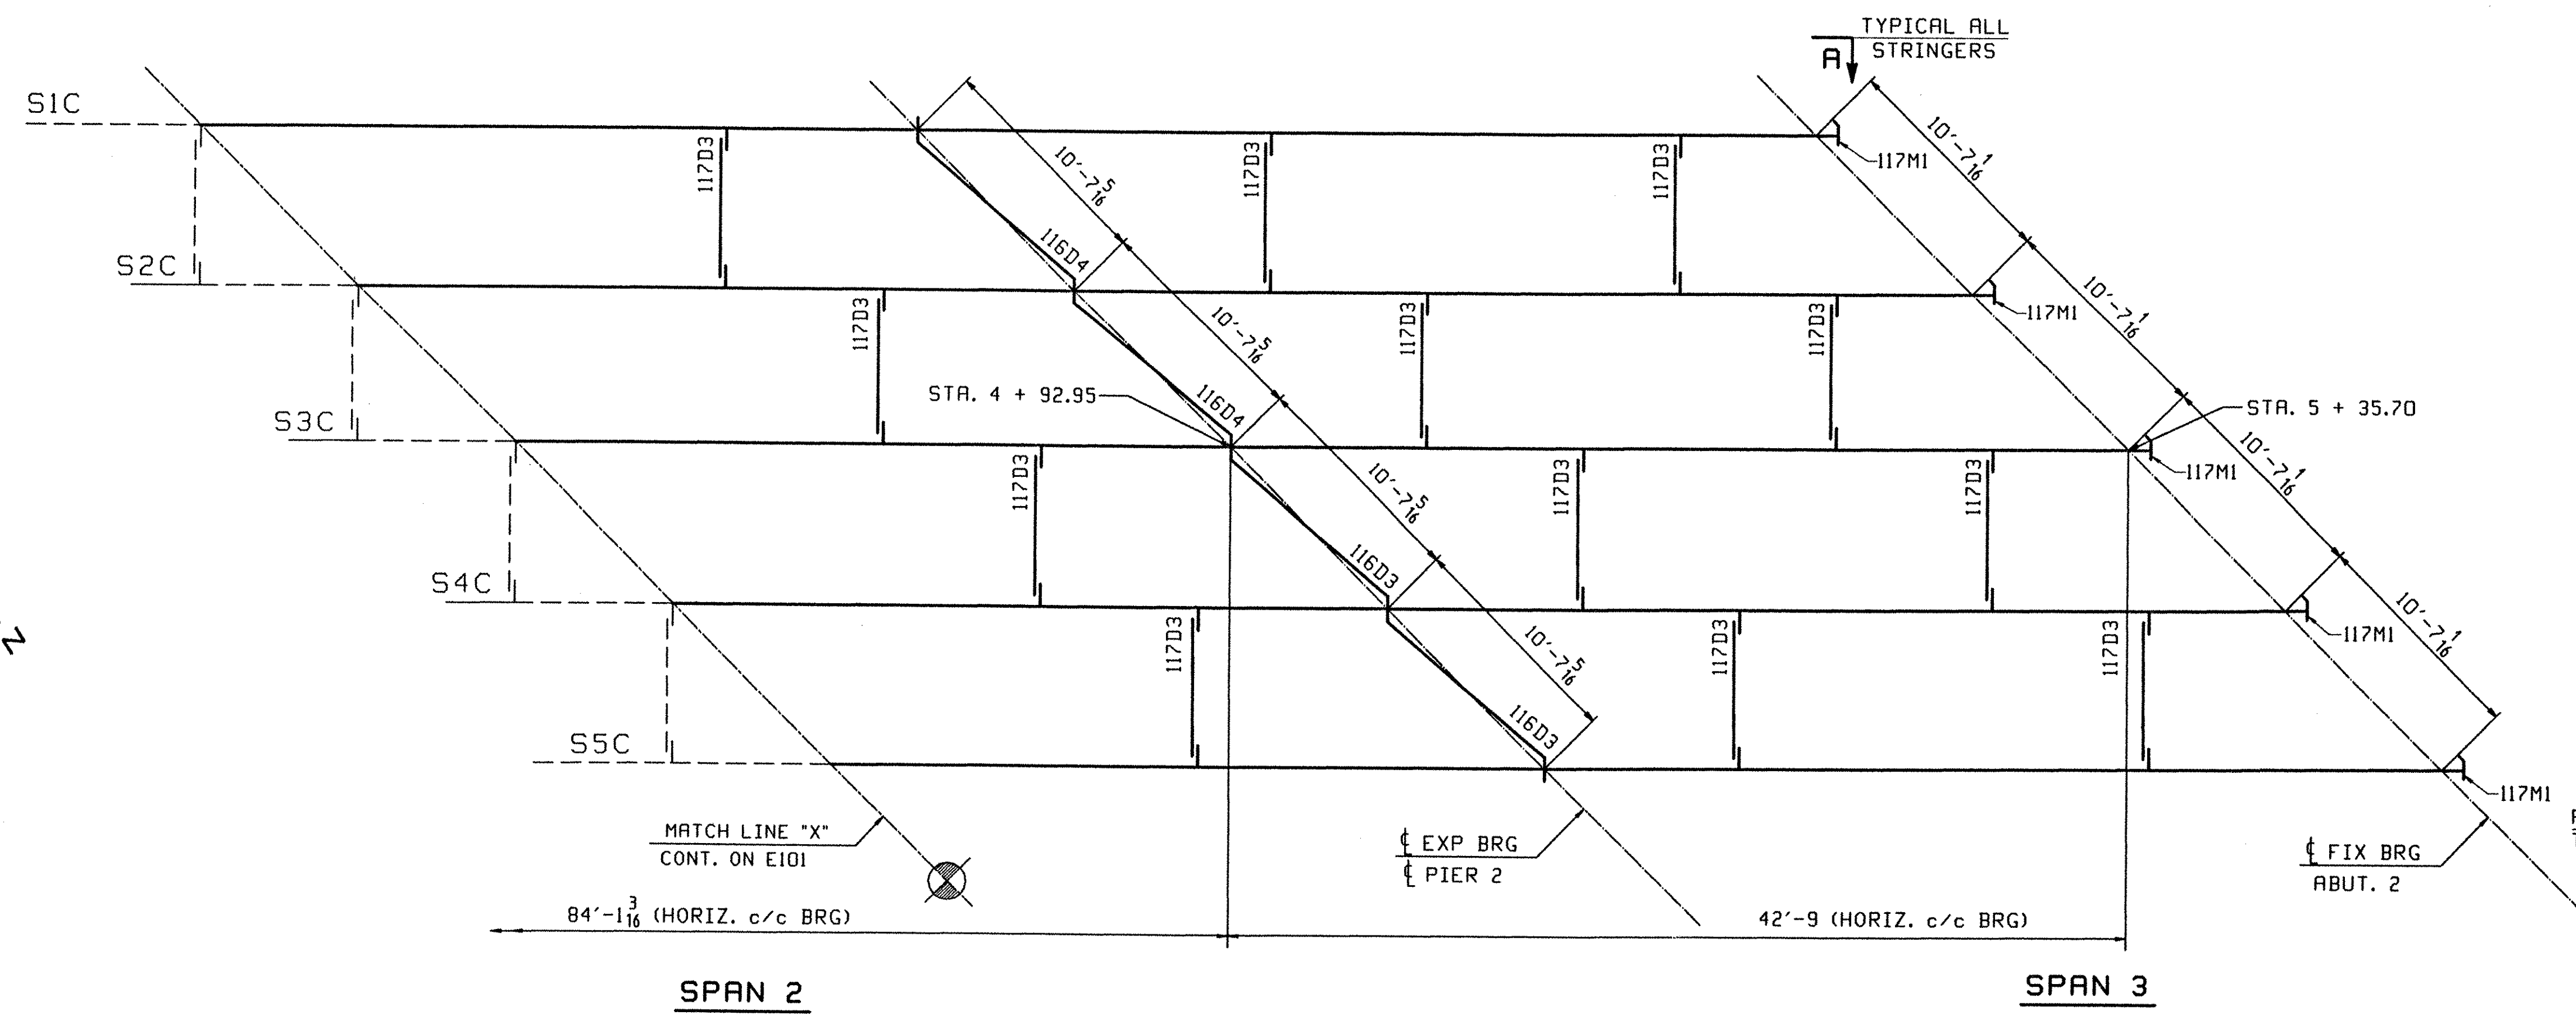 TYPICAL ALL
STRINGERS
A
S1C
S2C
S3C
S4C
S5C
117D3
117D3
117D3
117M1
10'-7 5/16
10'-7 1/16
116D4
117D3
117D3
117D3
117M1
10'-7 5/16
10'-7 1/16
STA. 4 + 92.95
116D4
STA. 5 + 35.70
117D3
117D3
117D3
117M1
10'-7 5/16
10'-7 1/16
116D3
117D3
117D3
117D3
117M1
10'-7 5/16
10'-7 1/16
116D3
117M1
N
MATCH LINE "X"
CONT. ON E101
℄ EXP BRG
℄ PIER 2
℄ FIX BRG
ABUT. 2
84'-1 3/16 (HORIZ. c/c BRG)
42'-9 (HORIZ. c/c BRG)
SPAN 2
SPAN 3